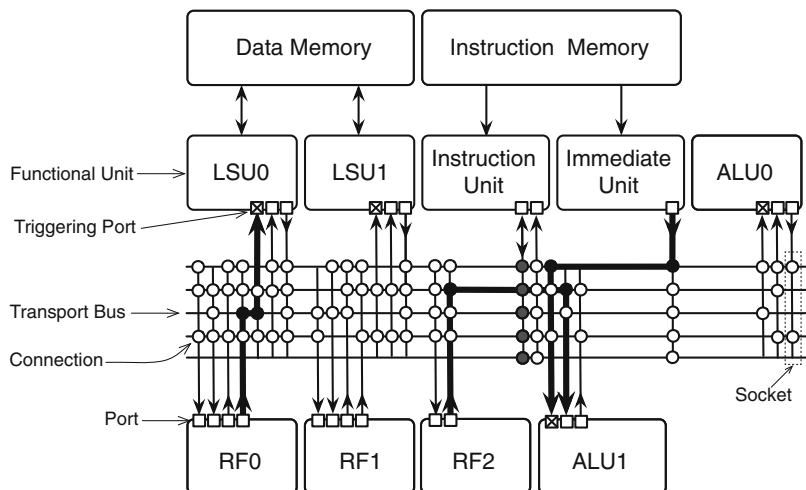 Data Memory
Instruction Memory
Functional Unit
LSU0
LSU1
Instruction
Unit
Immediate
Unit
ALU0
Triggering Port
Transport Bus
Connection
Socket
Port
RF0
RF1
RF2
ALU1